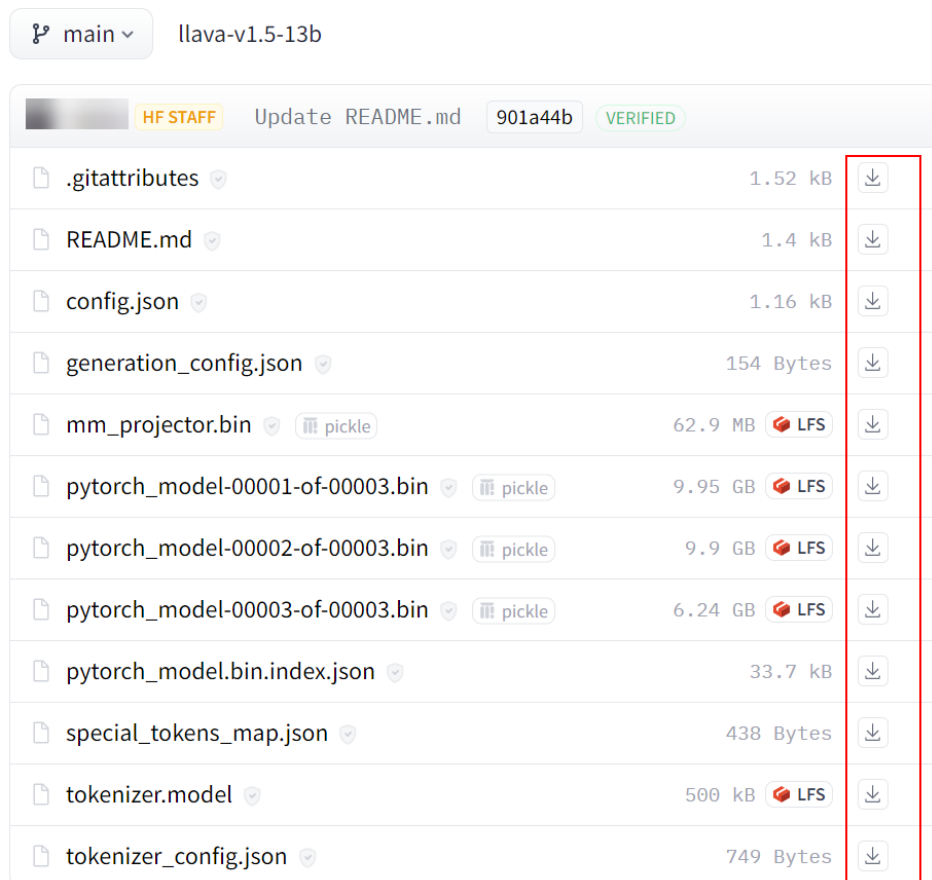 main llava-v1.5-13b
HF STAFF Update README.md 901a44b VERIFIED
.gitattributes 1.52 kB
README.md 1.4 kB
config.json 1.16 kB
generation_config.json 154 Bytes
mm_projector.bin pickle 62.9 MB LFS
pytorch_model-00001-of-00003.bin pickle 9.95 GB LFS
pytorch_model-00002-of-00003.bin pickle 9.9 GB LFS
pytorch_model-00003-of-00003.bin pickle 6.24 GB LFS
pytorch_model.bin.index.json 33.7 kB
special_tokens_map.json 438 Bytes
tokenizer.model 500 kB LFS
tokenizer_config.json 749 Bytes